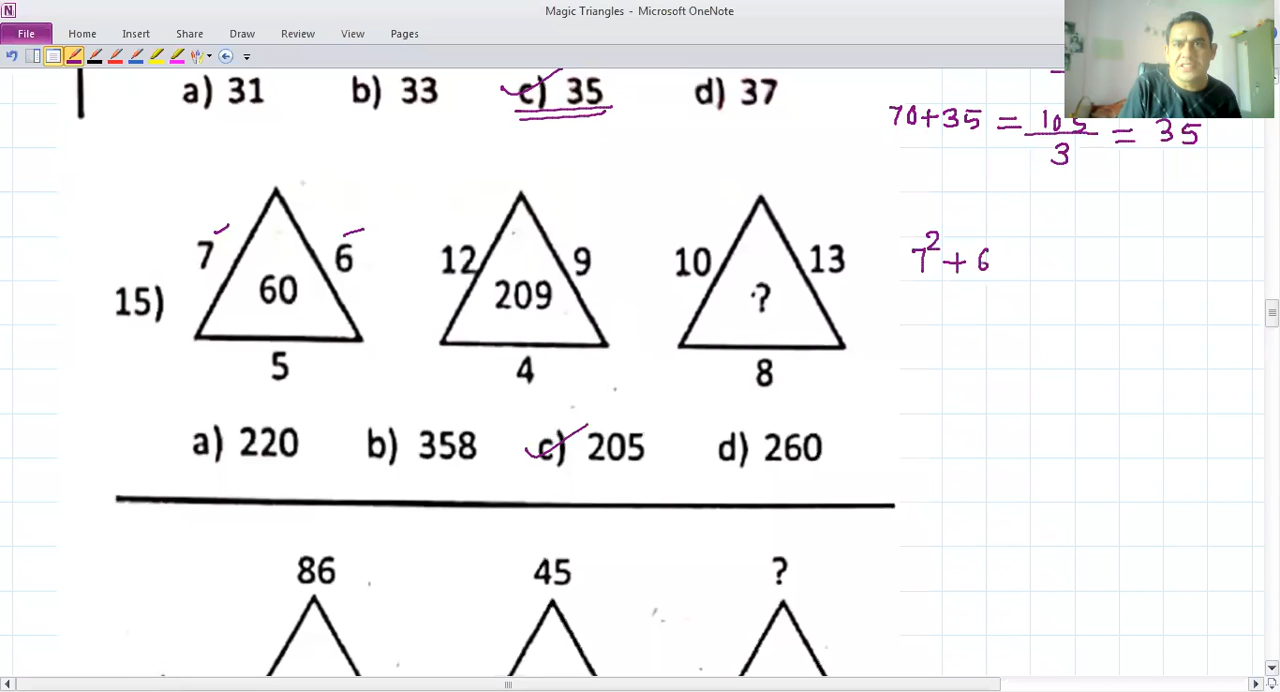 Magic Triangles - Microsoft OneNote
File Home Insert Share Draw Review View Pages
a) 31 b) 33 c) 35 d) 37
70+35 = 105 = 35
3
7 6 12 9 10 13 7² + 6
15) 60 209 ?
5 4 8
a) 220 b) 358 c) 205 d) 260
86 45 ?